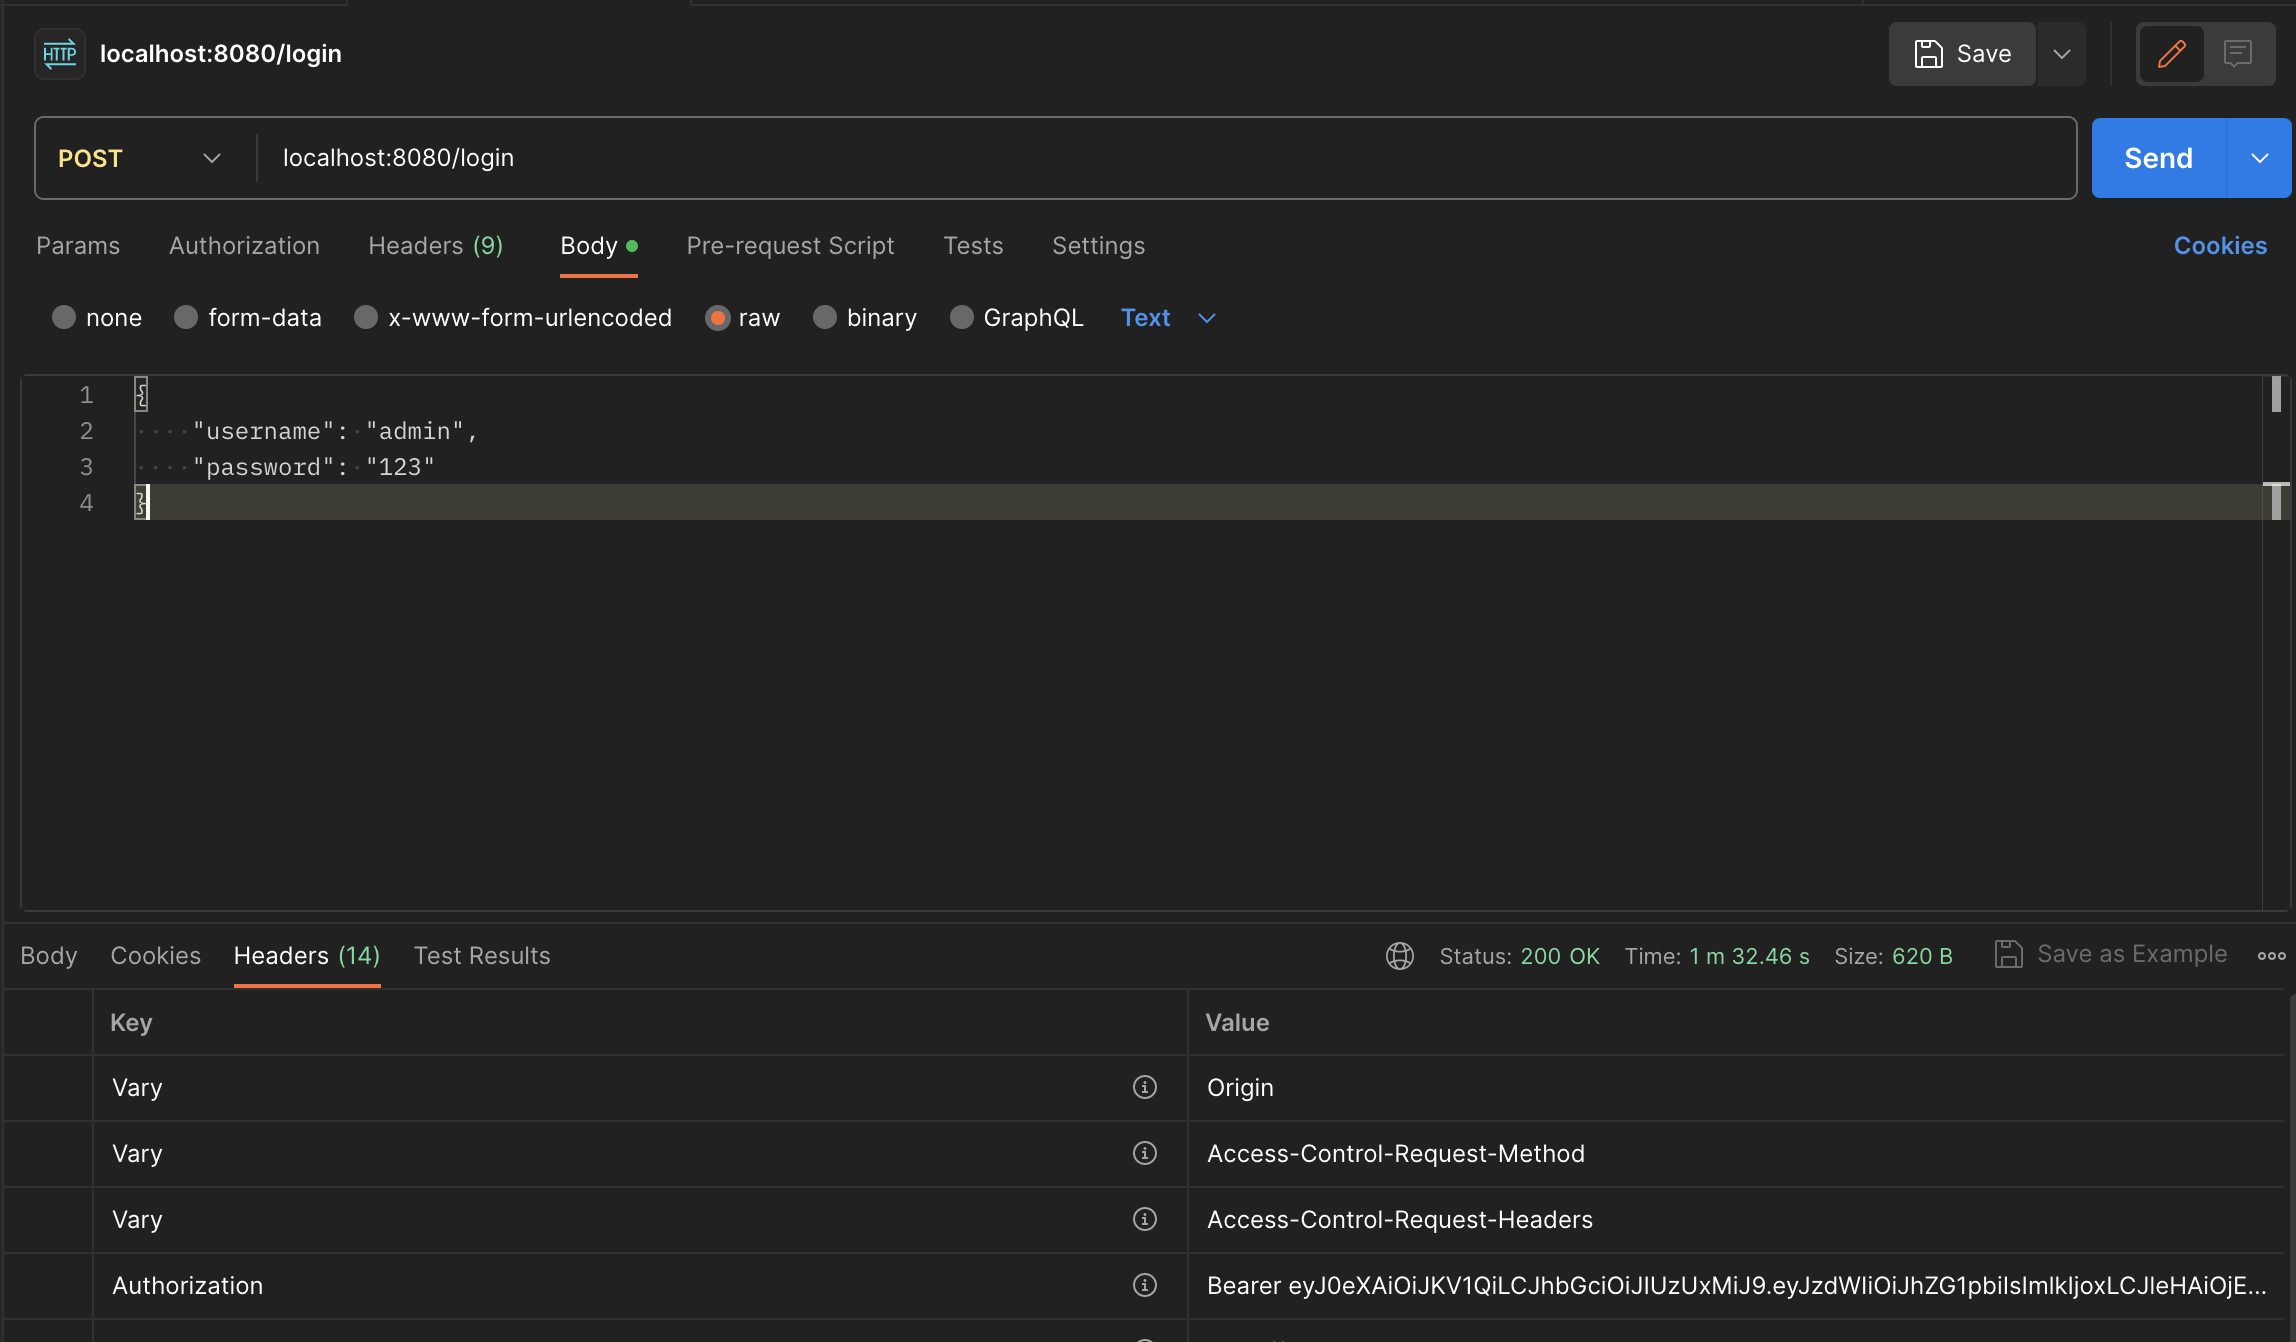 HTTP localhost:8080/login Save
POST localhost:8080/login Send
Params Authorization Headers (9) Body Pre-request Script Tests Settings Cookies
none form-data x-www-form-urlencoded raw binary GraphQL Text
1 {
2 "username": "admin",
3 "password": "123"
4 }
Body Cookies Headers (14) Test Results Status: 200 OK Time: 1 m 32.46 s Size: 620 B Save as Example
Key Value
Vary Origin
Vary Access-Control-Request-Method
Vary Access-Control-Request-Headers
Authorization Bearer eyJ0eXAiOiJKV1QiLCJhbGciOiJIUzUxMiJ9.eyJzdWIiOiJhZG1pbiIsImlkIjoxLCJleHAiOjE...